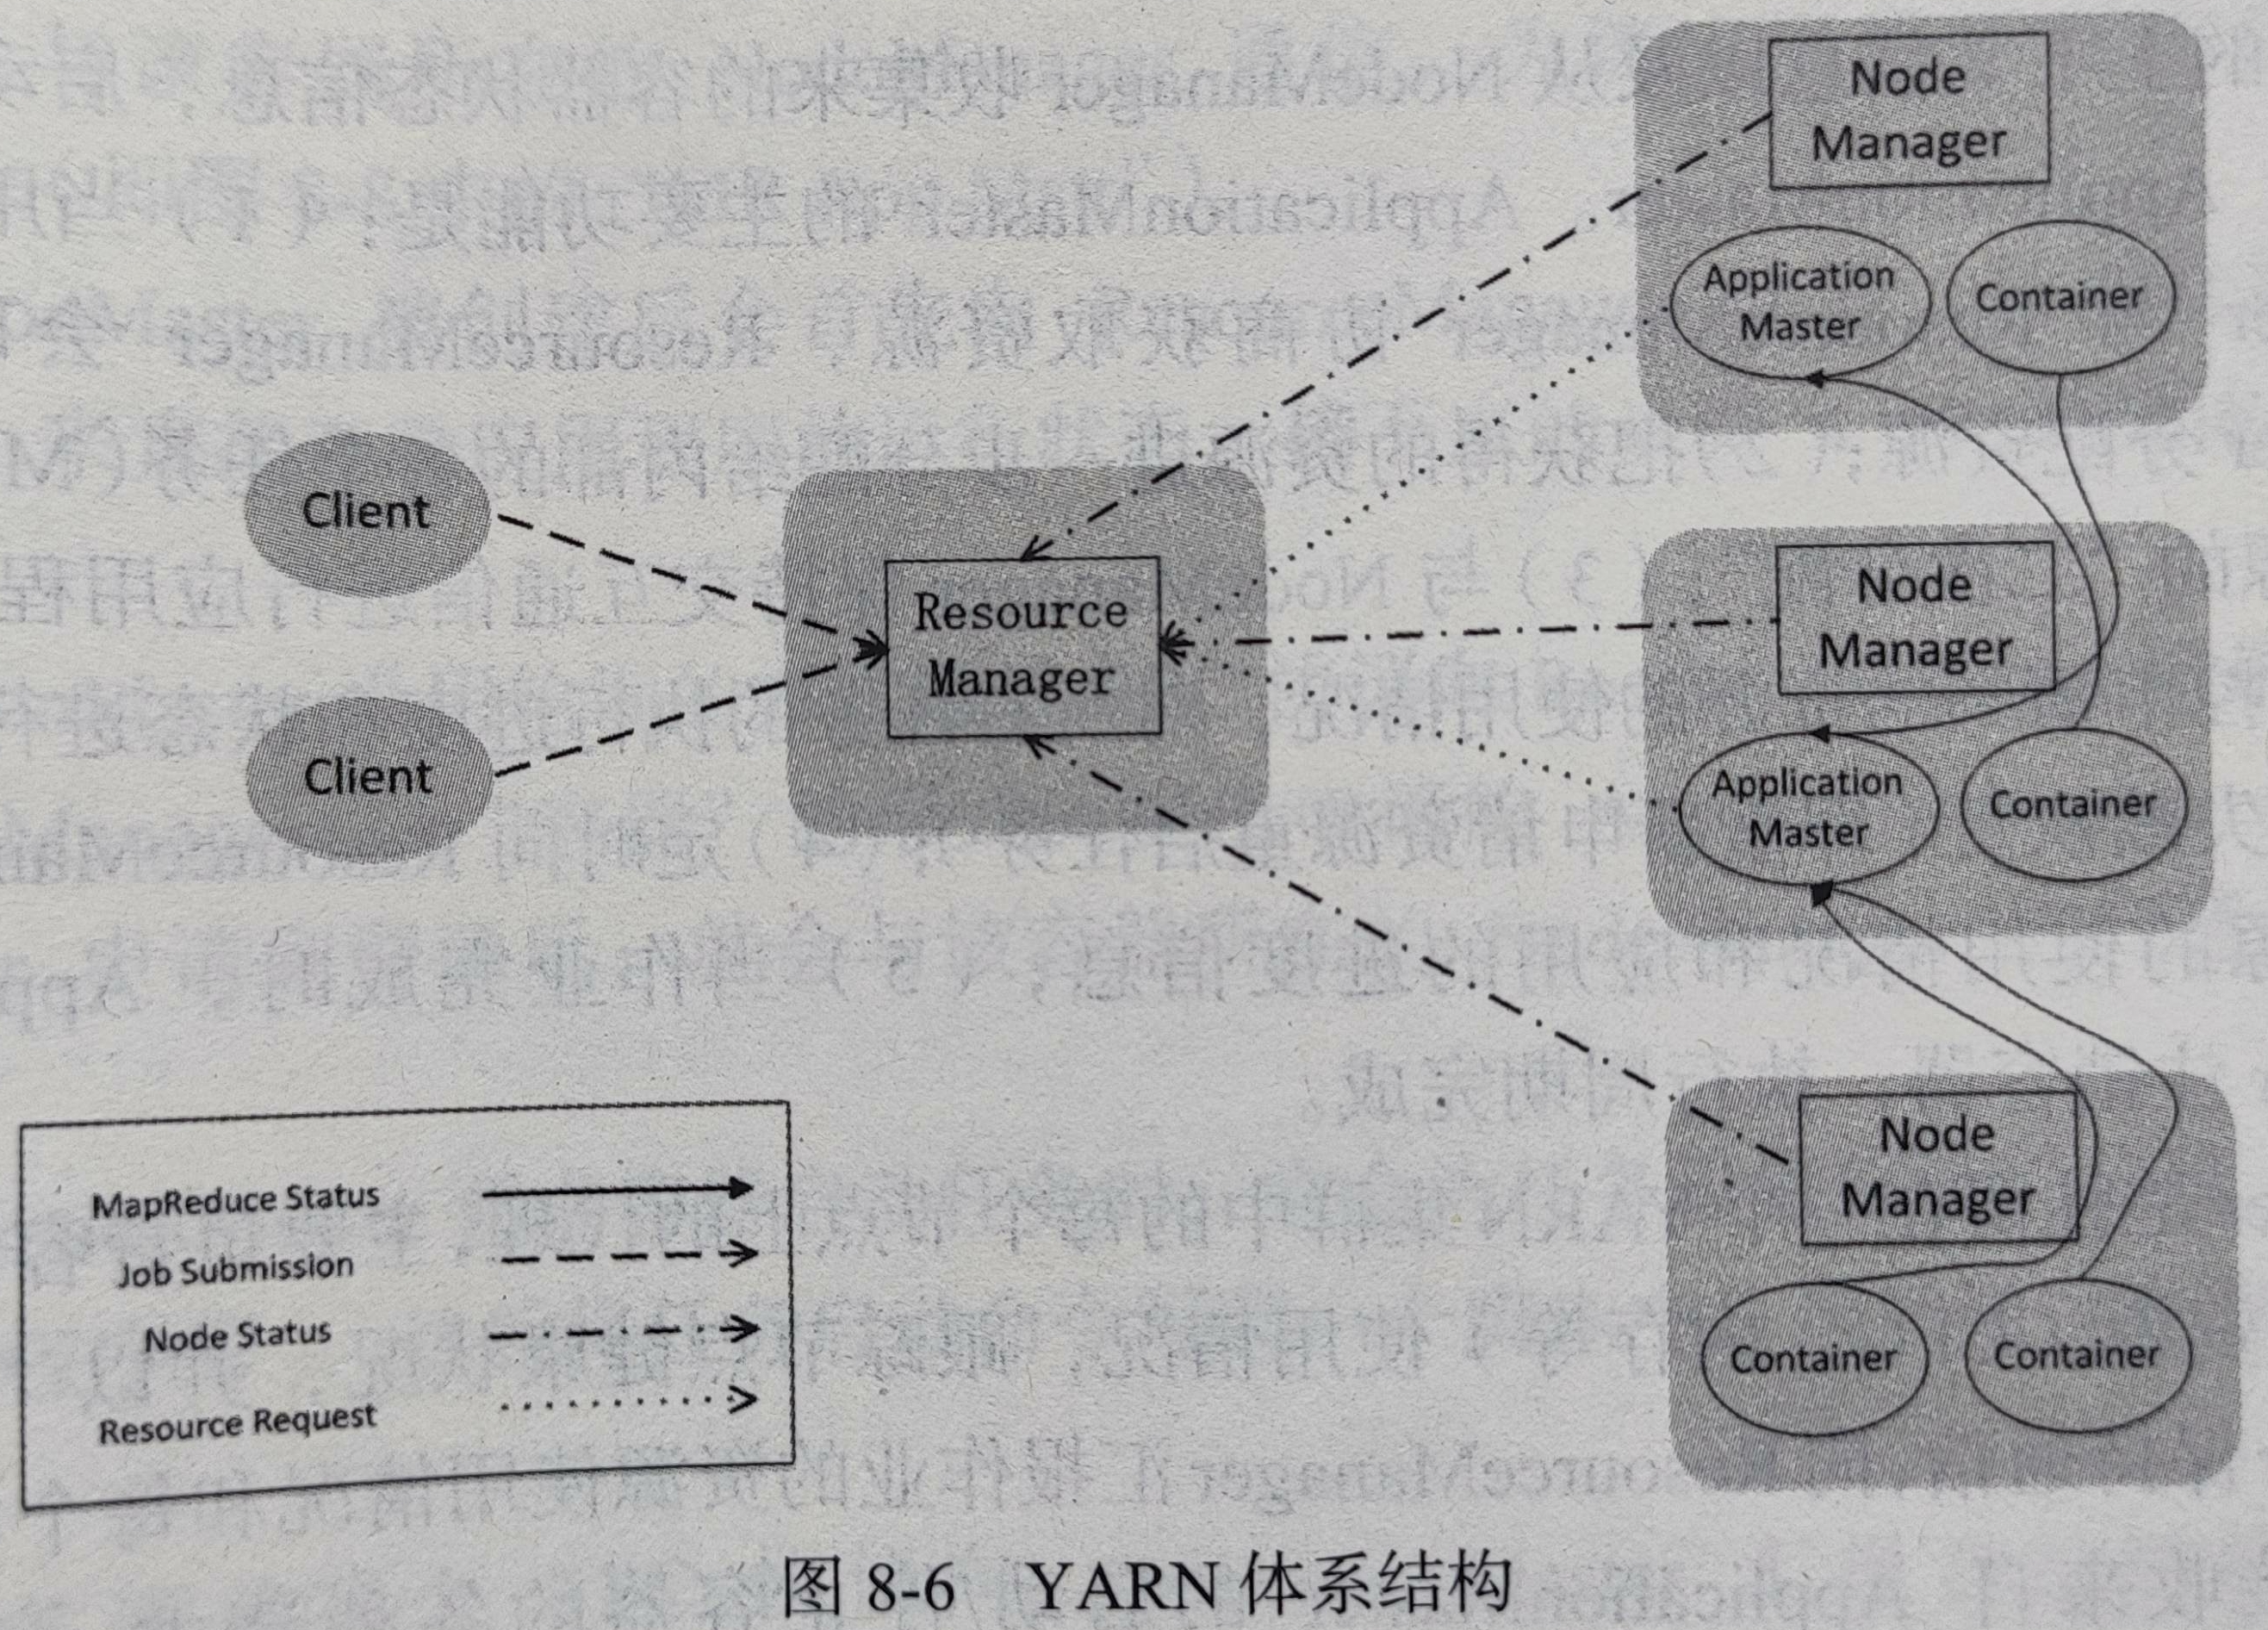 Node
Manager
Application
Master
Container
Client
Client
Resource
Manager
Node
Manager
Application
Master
Container
Node
Manager
Container
Container
MapReduce Status
Job Submission
Node Status
Resource Request
图 8-6 YARN 体系结构